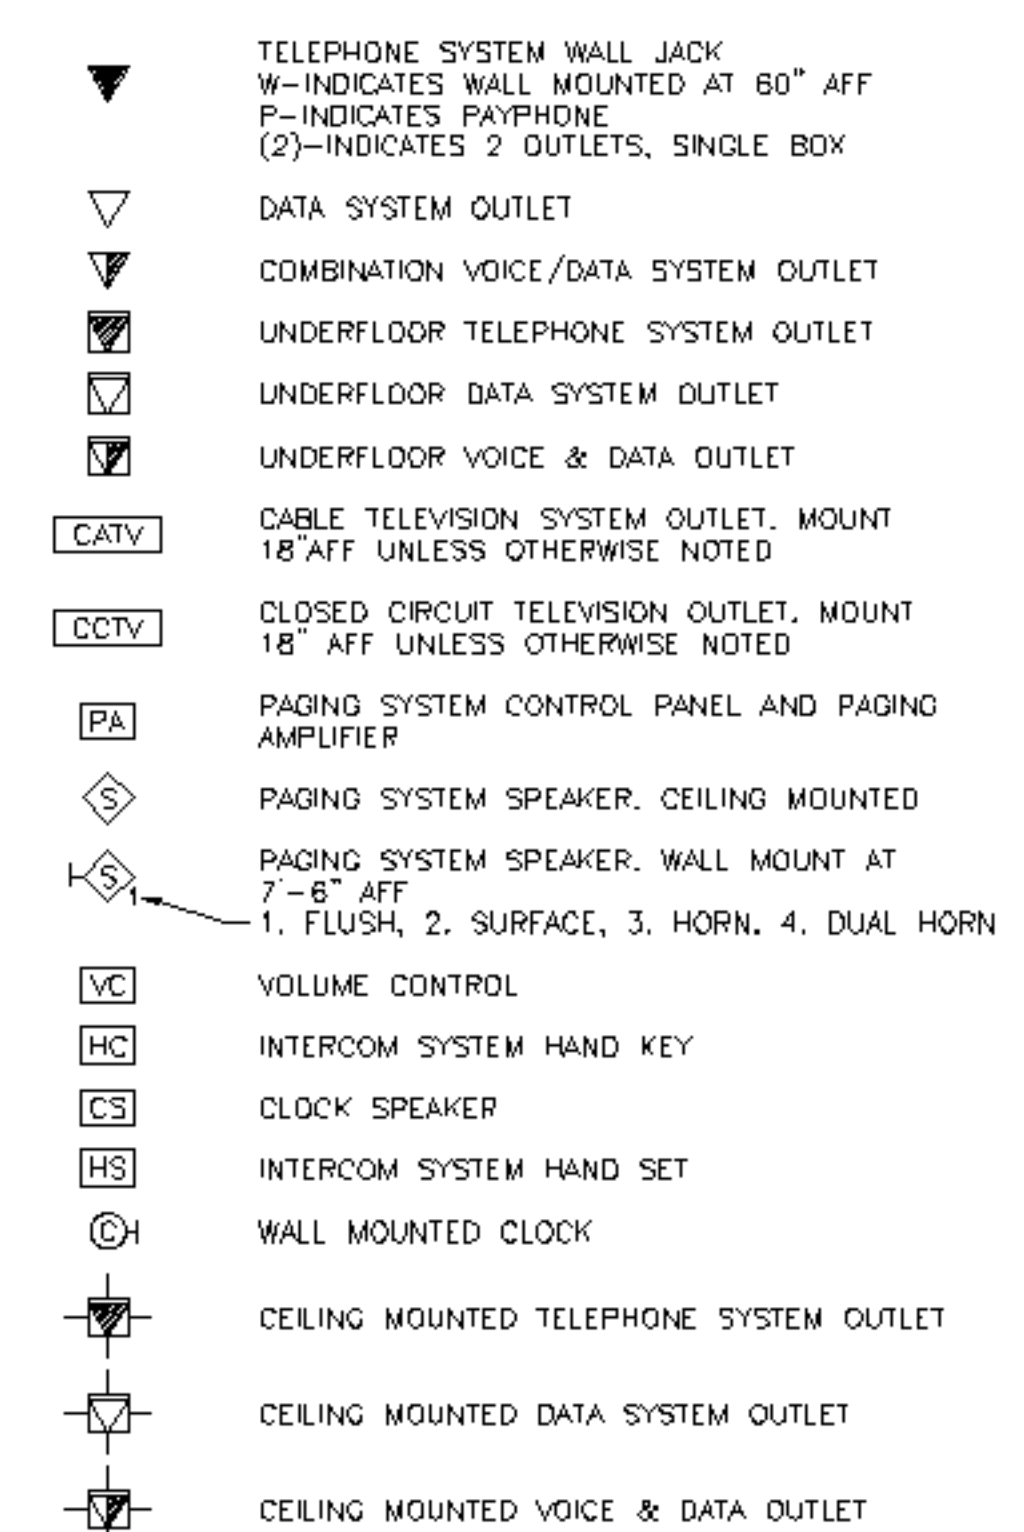 TELEPHONE SYSTEM WALL JACK
W-INDICATES WALL MOUNTED AT 60" AFF
P-INDICATES PAYPHONE
(2)-INDICATES 2 OUTLETS, SINGLE BOX
DATA SYSTEM OUTLET
COMBINATION VOICE/DATA SYSTEM OUTLET
UNDERFLOOR TELEPHONE SYSTEM OUTLET
UNDERFLOOR DATA SYSTEM OUTLET
UNDERFLOOR VOICE & DATA OUTLET
CATV CABLE TELEVISION SYSTEM OUTLET. MOUNT
18"AFF UNLESS OTHERWISE NOTED
CCTV CLOSED CIRCUIT TELEVISION OUTLET. MOUNT
18" AFF UNLESS OTHERWISE NOTED
PA PAGING SYSTEM CONTROL PANEL AND PAGING
AMPLIFIER
S PAGING SYSTEM SPEAKER. CEILING MOUNTED
S 1 PAGING SYSTEM SPEAKER. WALL MOUNT AT
7'-6" AFF
1. FLUSH, 2. SURFACE, 3. HORN. 4. DUAL HORN
VC VOLUME CONTROL
HC INTERCOM SYSTEM HAND KEY
CS CLOCK SPEAKER
HS INTERCOM SYSTEM HAND SET
C WALL MOUNTED CLOCK
CEILING MOUNTED TELEPHONE SYSTEM OUTLET
CEILING MOUNTED DATA SYSTEM OUTLET
CEILING MOUNTED VOICE & DATA OUTLET